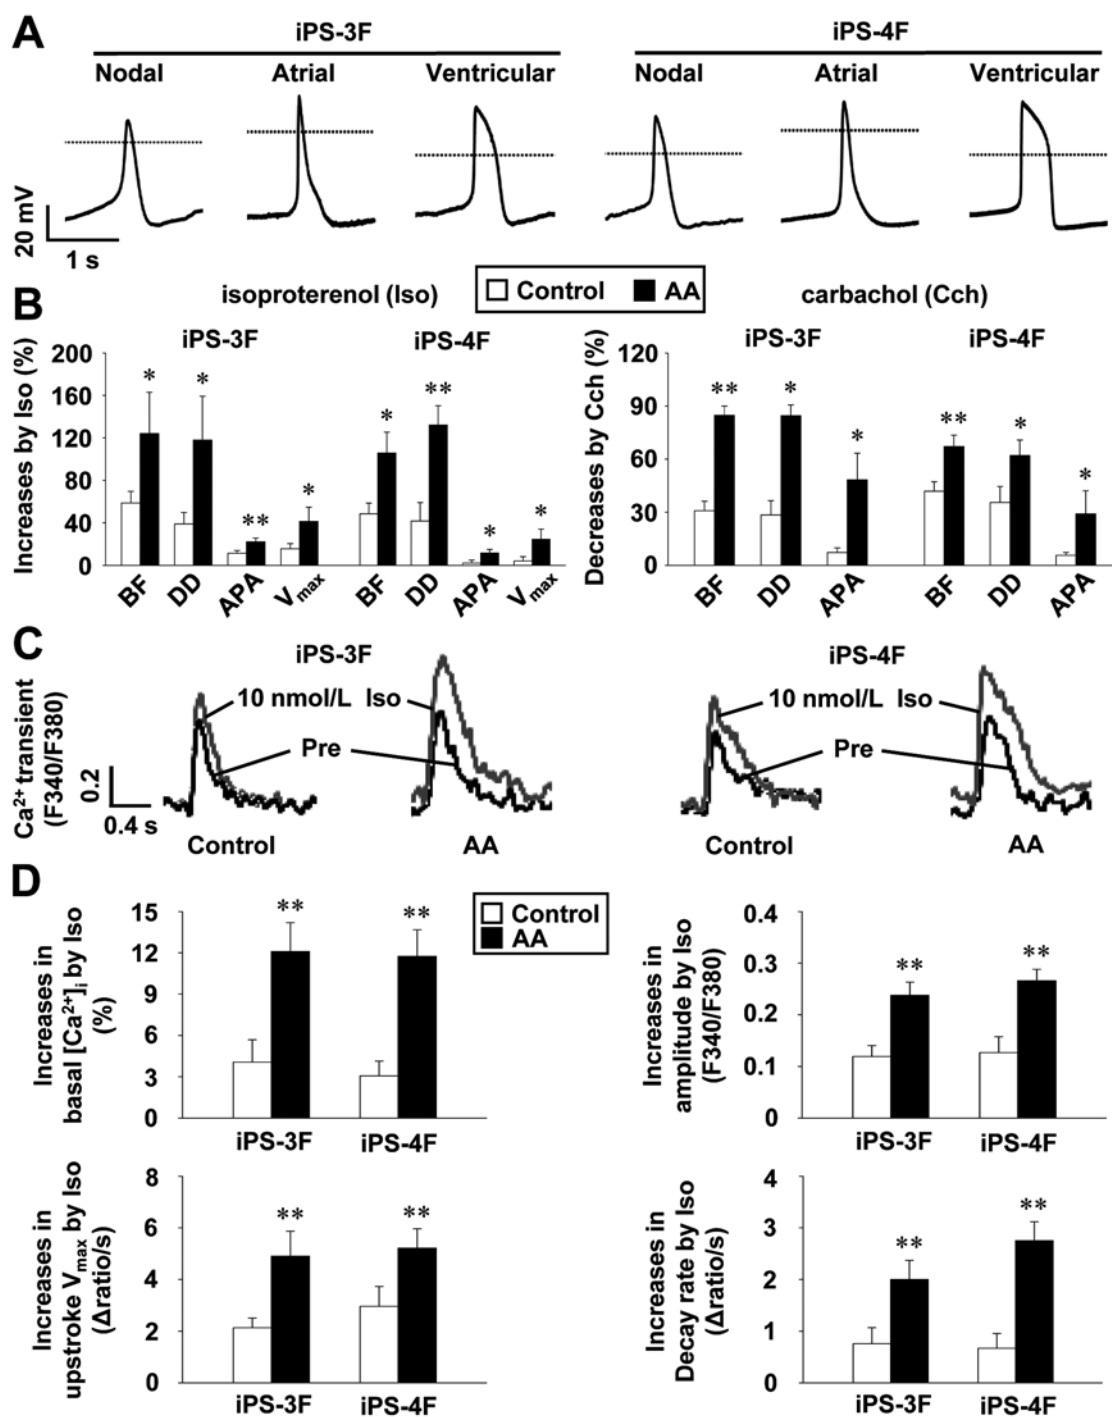 A
iPS-3F
iPS-4F
Nodal
Atrial
Ventricular
Nodal
Atrial
Ventricular
20 mV
1 s
B
isoproterenol (Iso)
Control
AA
carbachol (Cch)
iPS-3F
iPS-4F
Increases by Iso (%)
200
160
120
80
40
0
*
*
**
*
*
**
*
*
BF
DD
APA
Vmax
BF
DD
APA
Vmax
iPS-3F
iPS-4F
Decreases by Cch (%)
120
90
60
30
0
**
*
*
**
*
*
BF
DD
APA
BF
DD
APA
C
iPS-3F
iPS-4F
Ca2+ transient
(F340/F380)
0.2
0.4 s
10 nmol/L Iso
Pre
10 nmol/L Iso
Pre
Control
AA
Control
AA
D
Control
AA
Increases in
basal [Ca2+]i by Iso
(%)
15
12
9
6
3
0
**
**
iPS-3F
iPS-4F
Increases in
amplitude by Iso
(F340/F380)
0.4
0.3
0.2
0.1
0
**
**
iPS-3F
iPS-4F
Increases in
upstroke Vmax by Iso
(Δratio/s)
8
6
4
2
0
**
**
iPS-3F
iPS-4F
Increases in
Decay rate by Iso
(Δratio/s)
4
3
2
1
0
**
**
iPS-3F
iPS-4F